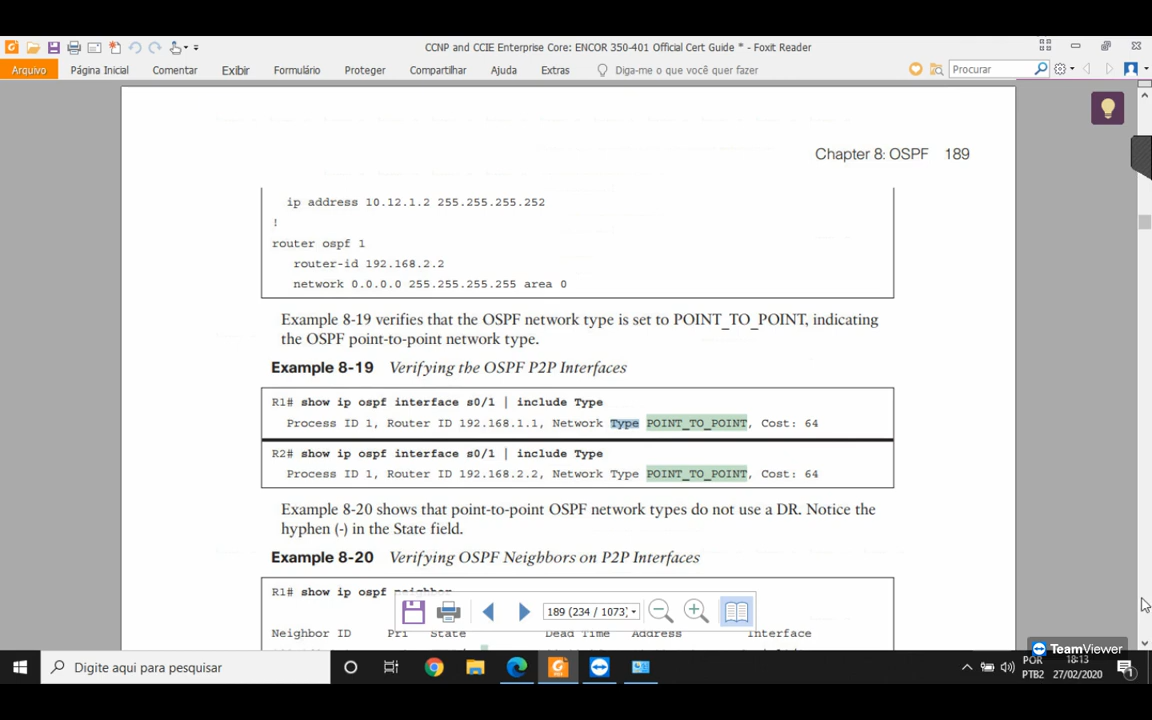 CCNP and CCIE Enterprise Core: ENCOR 350-401 Official Cert Guide * - Foxit Reader
Arquivo Página Inicial Comentar Exibir Formulário Proteger Compartilhar Ajuda Extras Diga-me o que você quer fazer Procurar
Chapter 8: OSPF 189
ip address 10.12.1.2 255.255.255.252
!
router ospf 1
router-id 192.168.2.2
network 0.0.0.0 255.255.255.255 area 0
Example 8-19 verifies that the OSPF network type is set to POINT_TO_POINT, indicating
the OSPF point-to-point network type.
Example 8-19 Verifying the OSPF P2P Interfaces
R1# show ip ospf interface s0/1 | include Type
Process ID 1, Router ID 192.168.1.1, Network Type POINT_TO_POINT, Cost: 64
R2# show ip ospf interface s0/1 | include Type
Process ID 1, Router ID 192.168.2.2, Network Type POINT_TO_POINT, Cost: 64
Example 8-20 shows that point-to-point OSPF network types do not use a DR. Notice the
hyphen (-) in the State field.
Example 8-20 Verifying OSPF Neighbors on P2P Interfaces
R1# show ip ospf neighbor
189 (234 / 1073)
Neighbor ID Pri State Dead Time Address Interface
TeamViewer
Digite aqui para pesquisar
POR
PTB2
18:13
27/02/2020
1